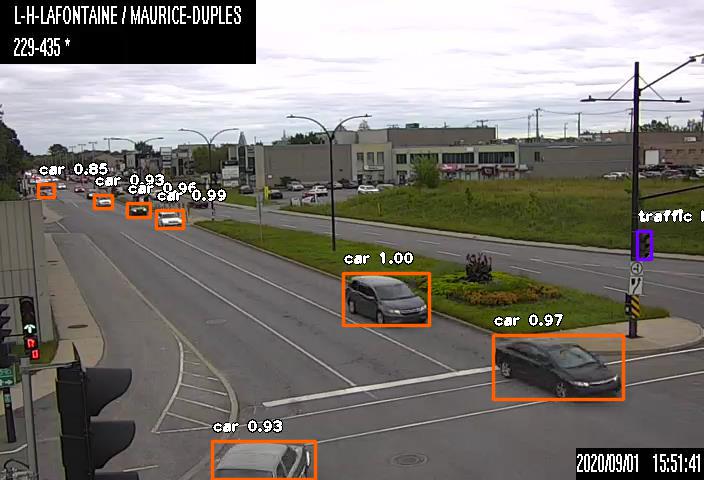 L-H-LAFONTAINE / MAURICE-DUPLES
229-435 *
car 0.85
car 0.93
car 0.96
car 0.99
traffic l
car 1.00
car 0.97
car 0.93
2020/09/01 15:51:41